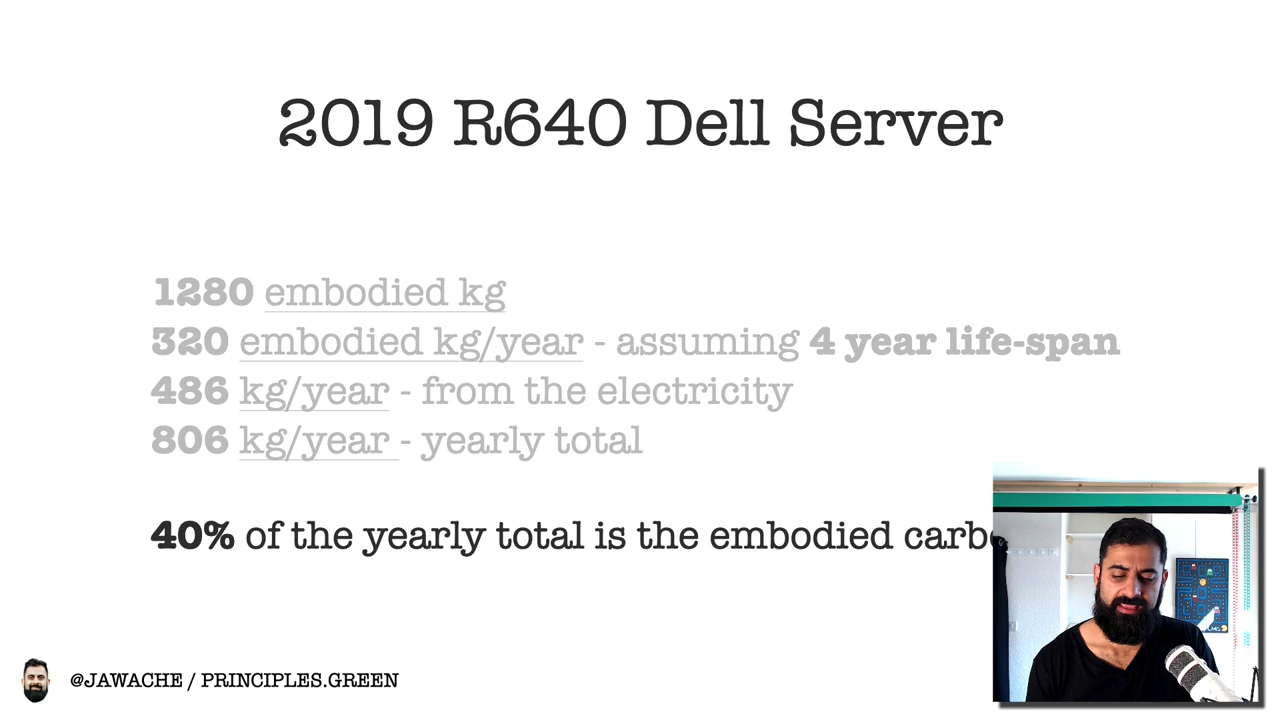 2019 R640 Dell Server
1280 embodied kg
320 embodied kg/year - assuming 4 year life-span
486 kg/year - from the electricity
806 kg/year - yearly total
40% of the yearly total is the embodied
@JAWACHE / PRINCIPLES.GREEN